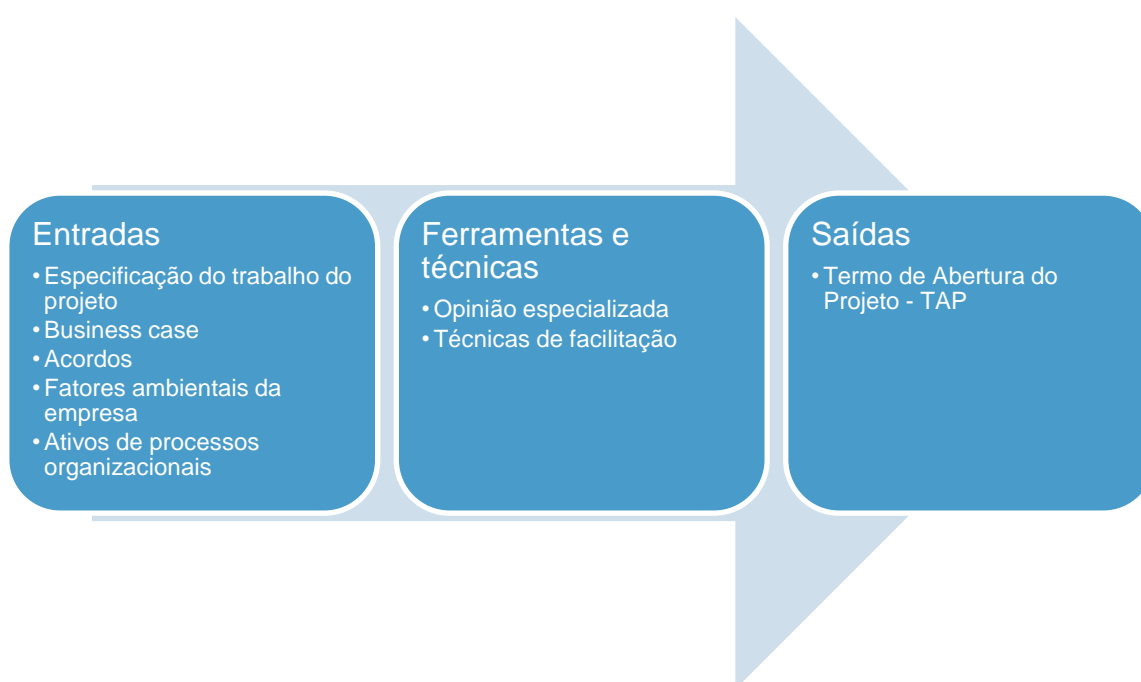 Entradas
• Especificação do trabalho do
projeto
• Business case
• Acordos
• Fatores ambientais da
empresa
• Ativos de processos
organizacionais
Ferramentas e
técnicas
• Opinião especializada
• Técnicas de facilitação
Saídas
• Termo de Abertura do
Projeto - TAP